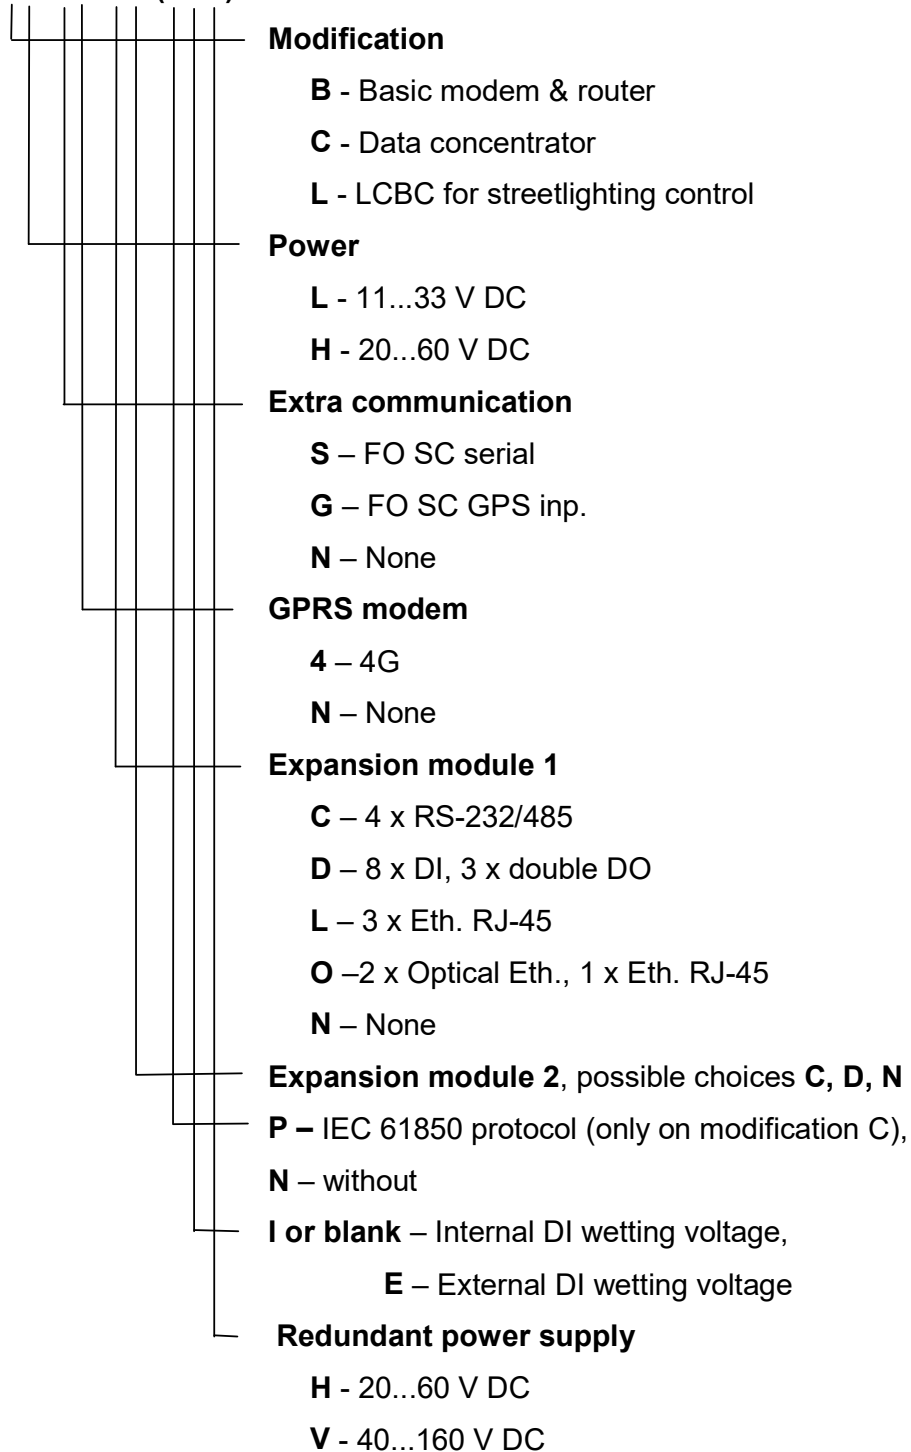 Modification
B - Basic modem & router
C - Data concentrator
L - LCBC for streetlighting control
Power
L - 11...33 V DC
H - 20...60 V DC
Extra communication
S – FO SC serial
G – FO SC GPS inp.
N – None
GPRS modem
4 – 4G
N – None
Expansion module 1
C – 4 x RS-232/485
D – 8 x DI, 3 x double DO
L – 3 x Eth. RJ-45
O –2 x Optical Eth., 1 x Eth. RJ-45
N – None
Expansion module 2, possible choices C, D, N
P – IEC 61850 protocol (only on modification C),
N – without
I or blank – Internal DI wetting voltage,
E – External DI wetting voltage
Redundant power supply
H - 20...60 V DC
V - 40...160 V DC